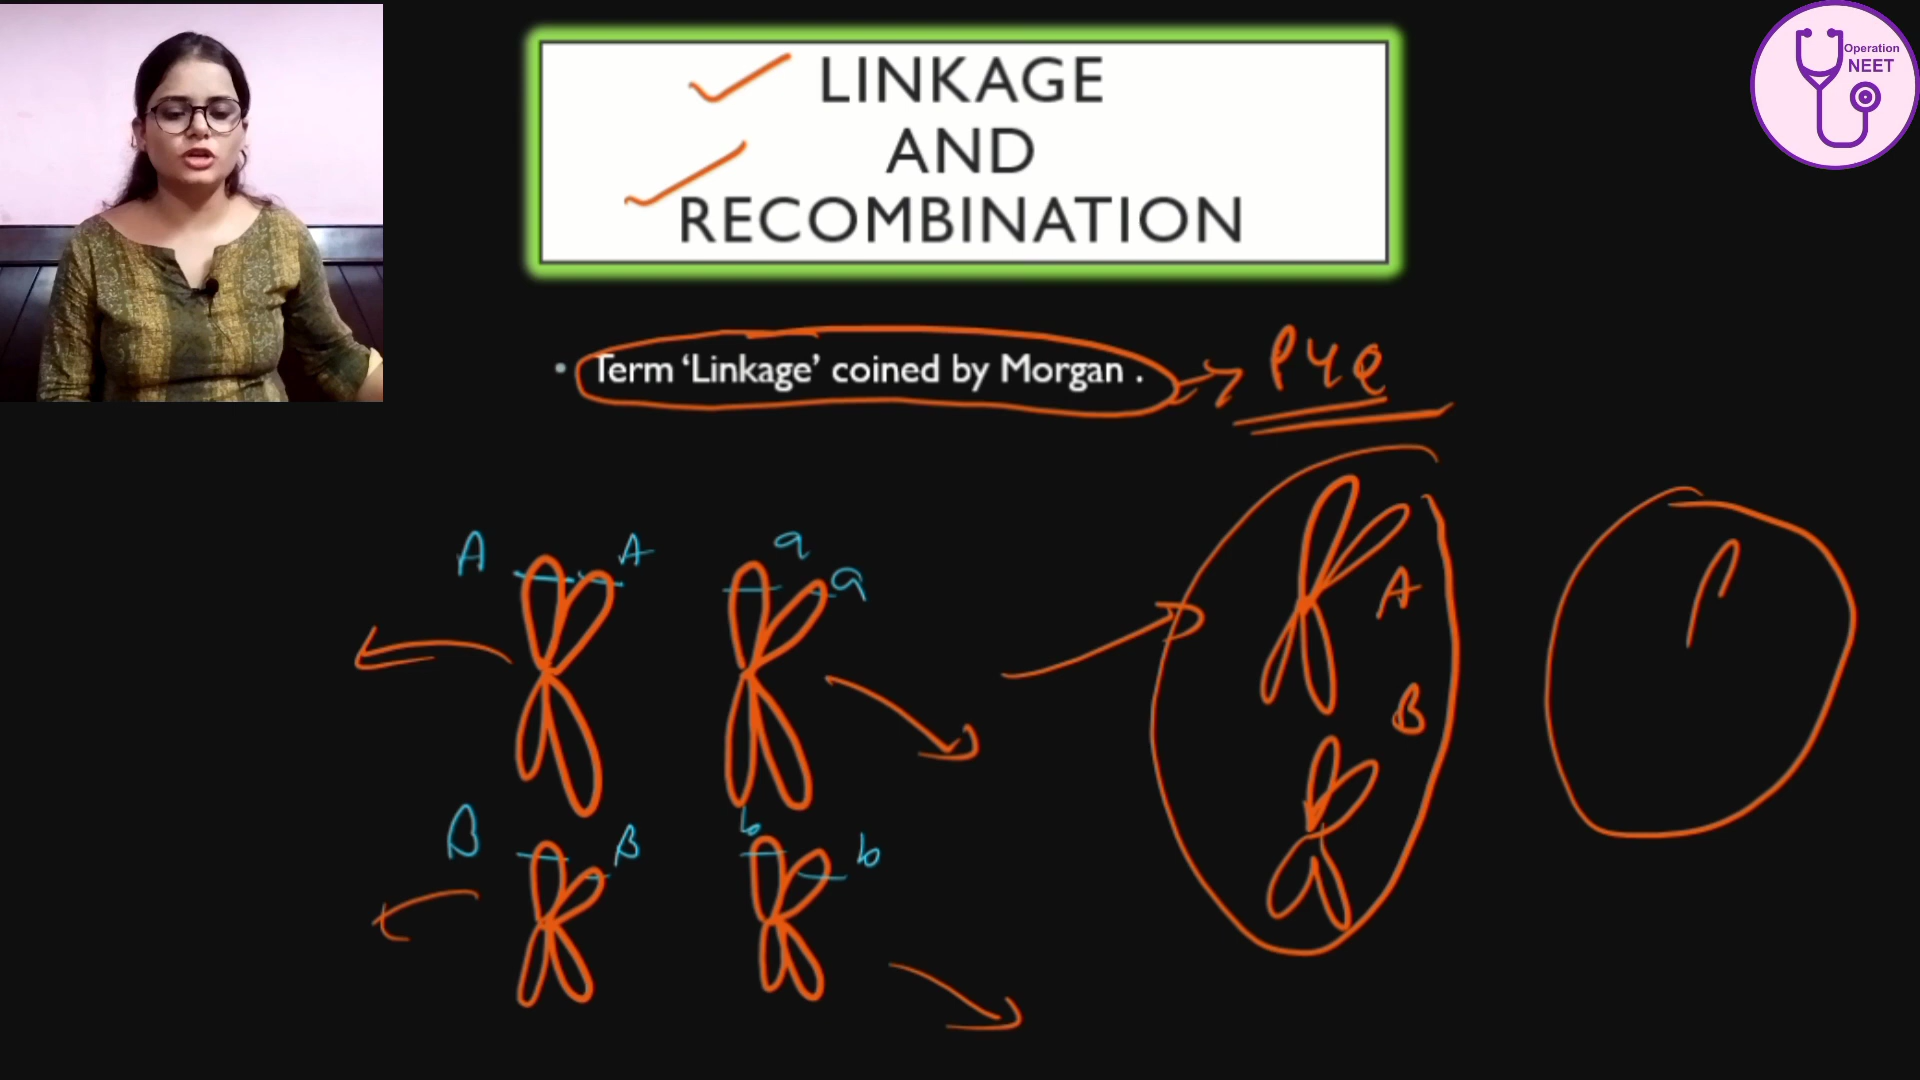 LINKAGE
AND
RECOMBINATION
Operation
NEET
• Term ‘Linkage’ coined by Morgan .
PYQ
A A a a
A
B
B B b b